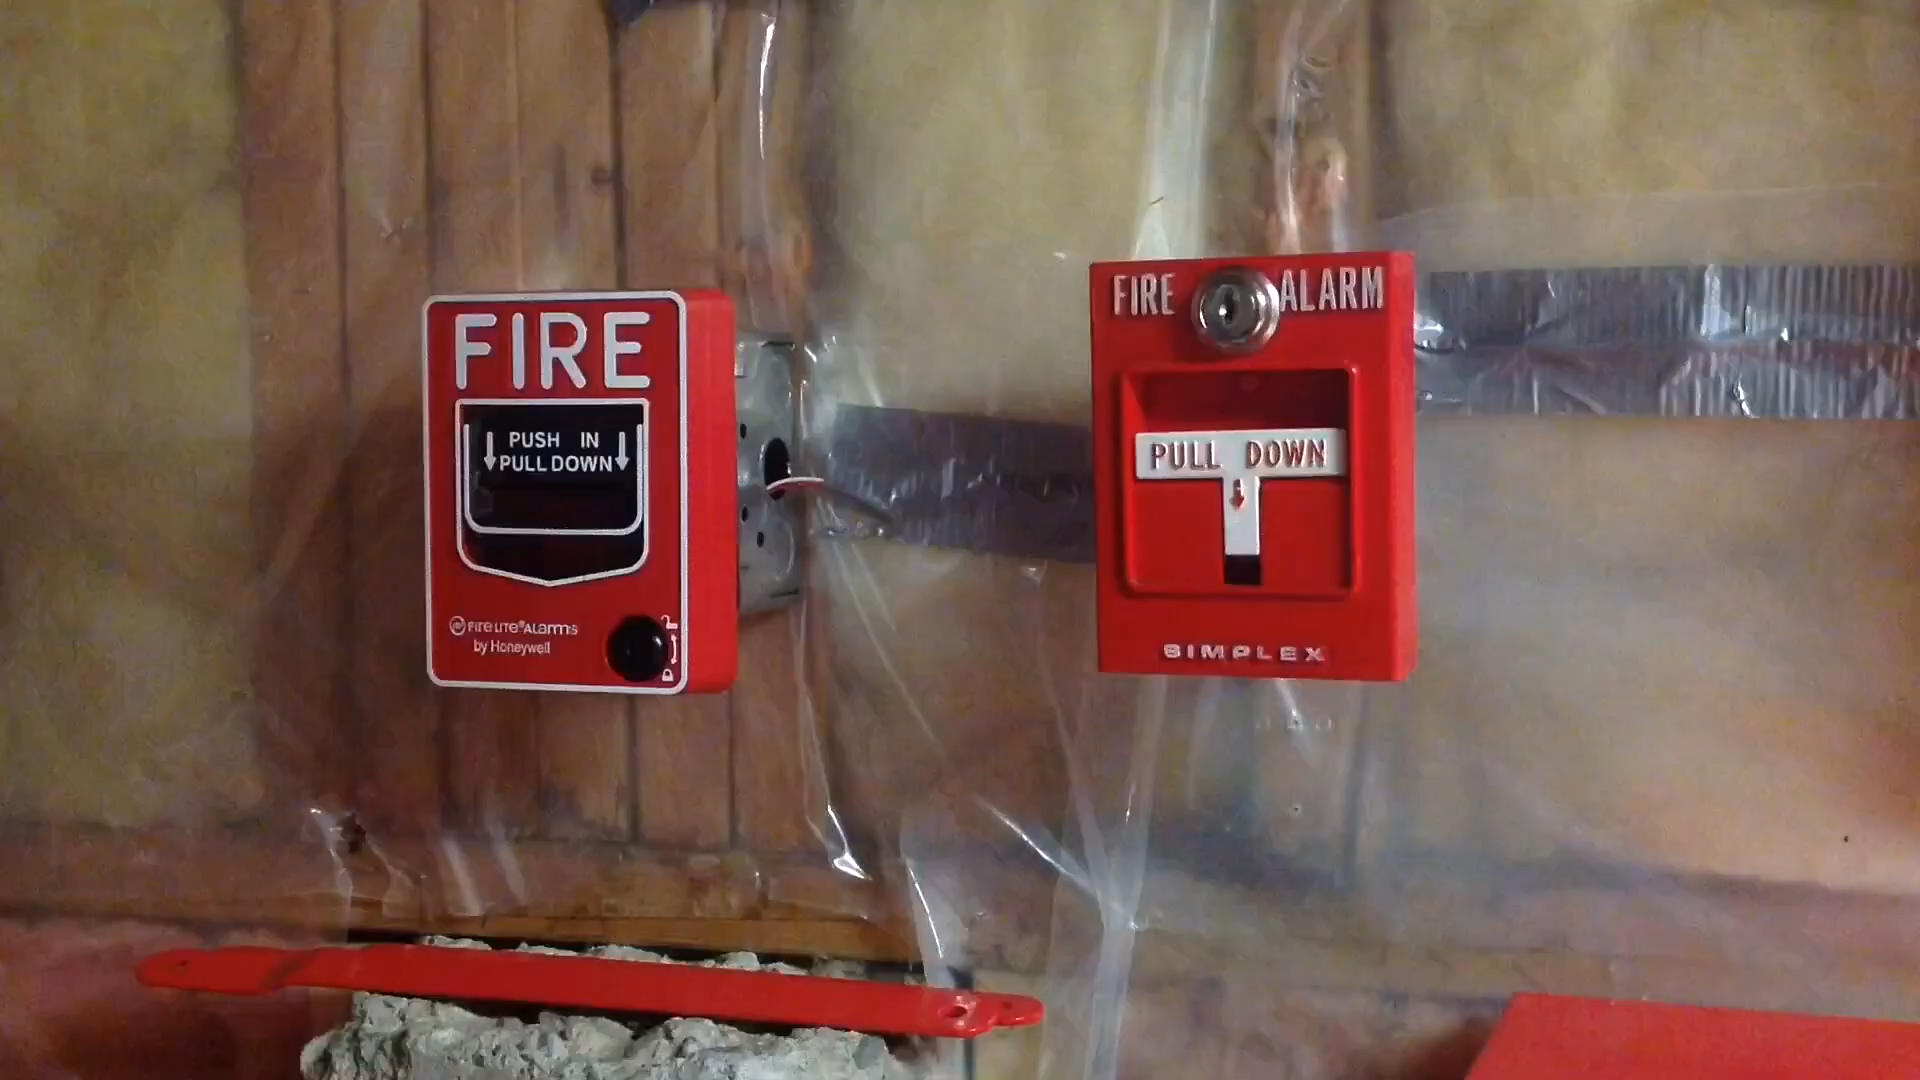 FIRE
PUSH IN
PULL DOWN
FIRE·LITE®ALARMS
by Honeywell
FIRE ALARM
PULL DOWN
SIMPLEX